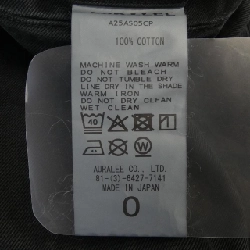 A25AS05CP
100% COTTON
MACHINE WASH WARM
DO NOT BLEACH
DO NOT TUMBLE DRY
LINE DRY IN THE SHADE
WARM IRON
DO NOT DRY CLEAN
WET CLEAN
40
W
AURALEE CO., LTD.
81-(3)-6427-7141
MADE IN JAPAN
0